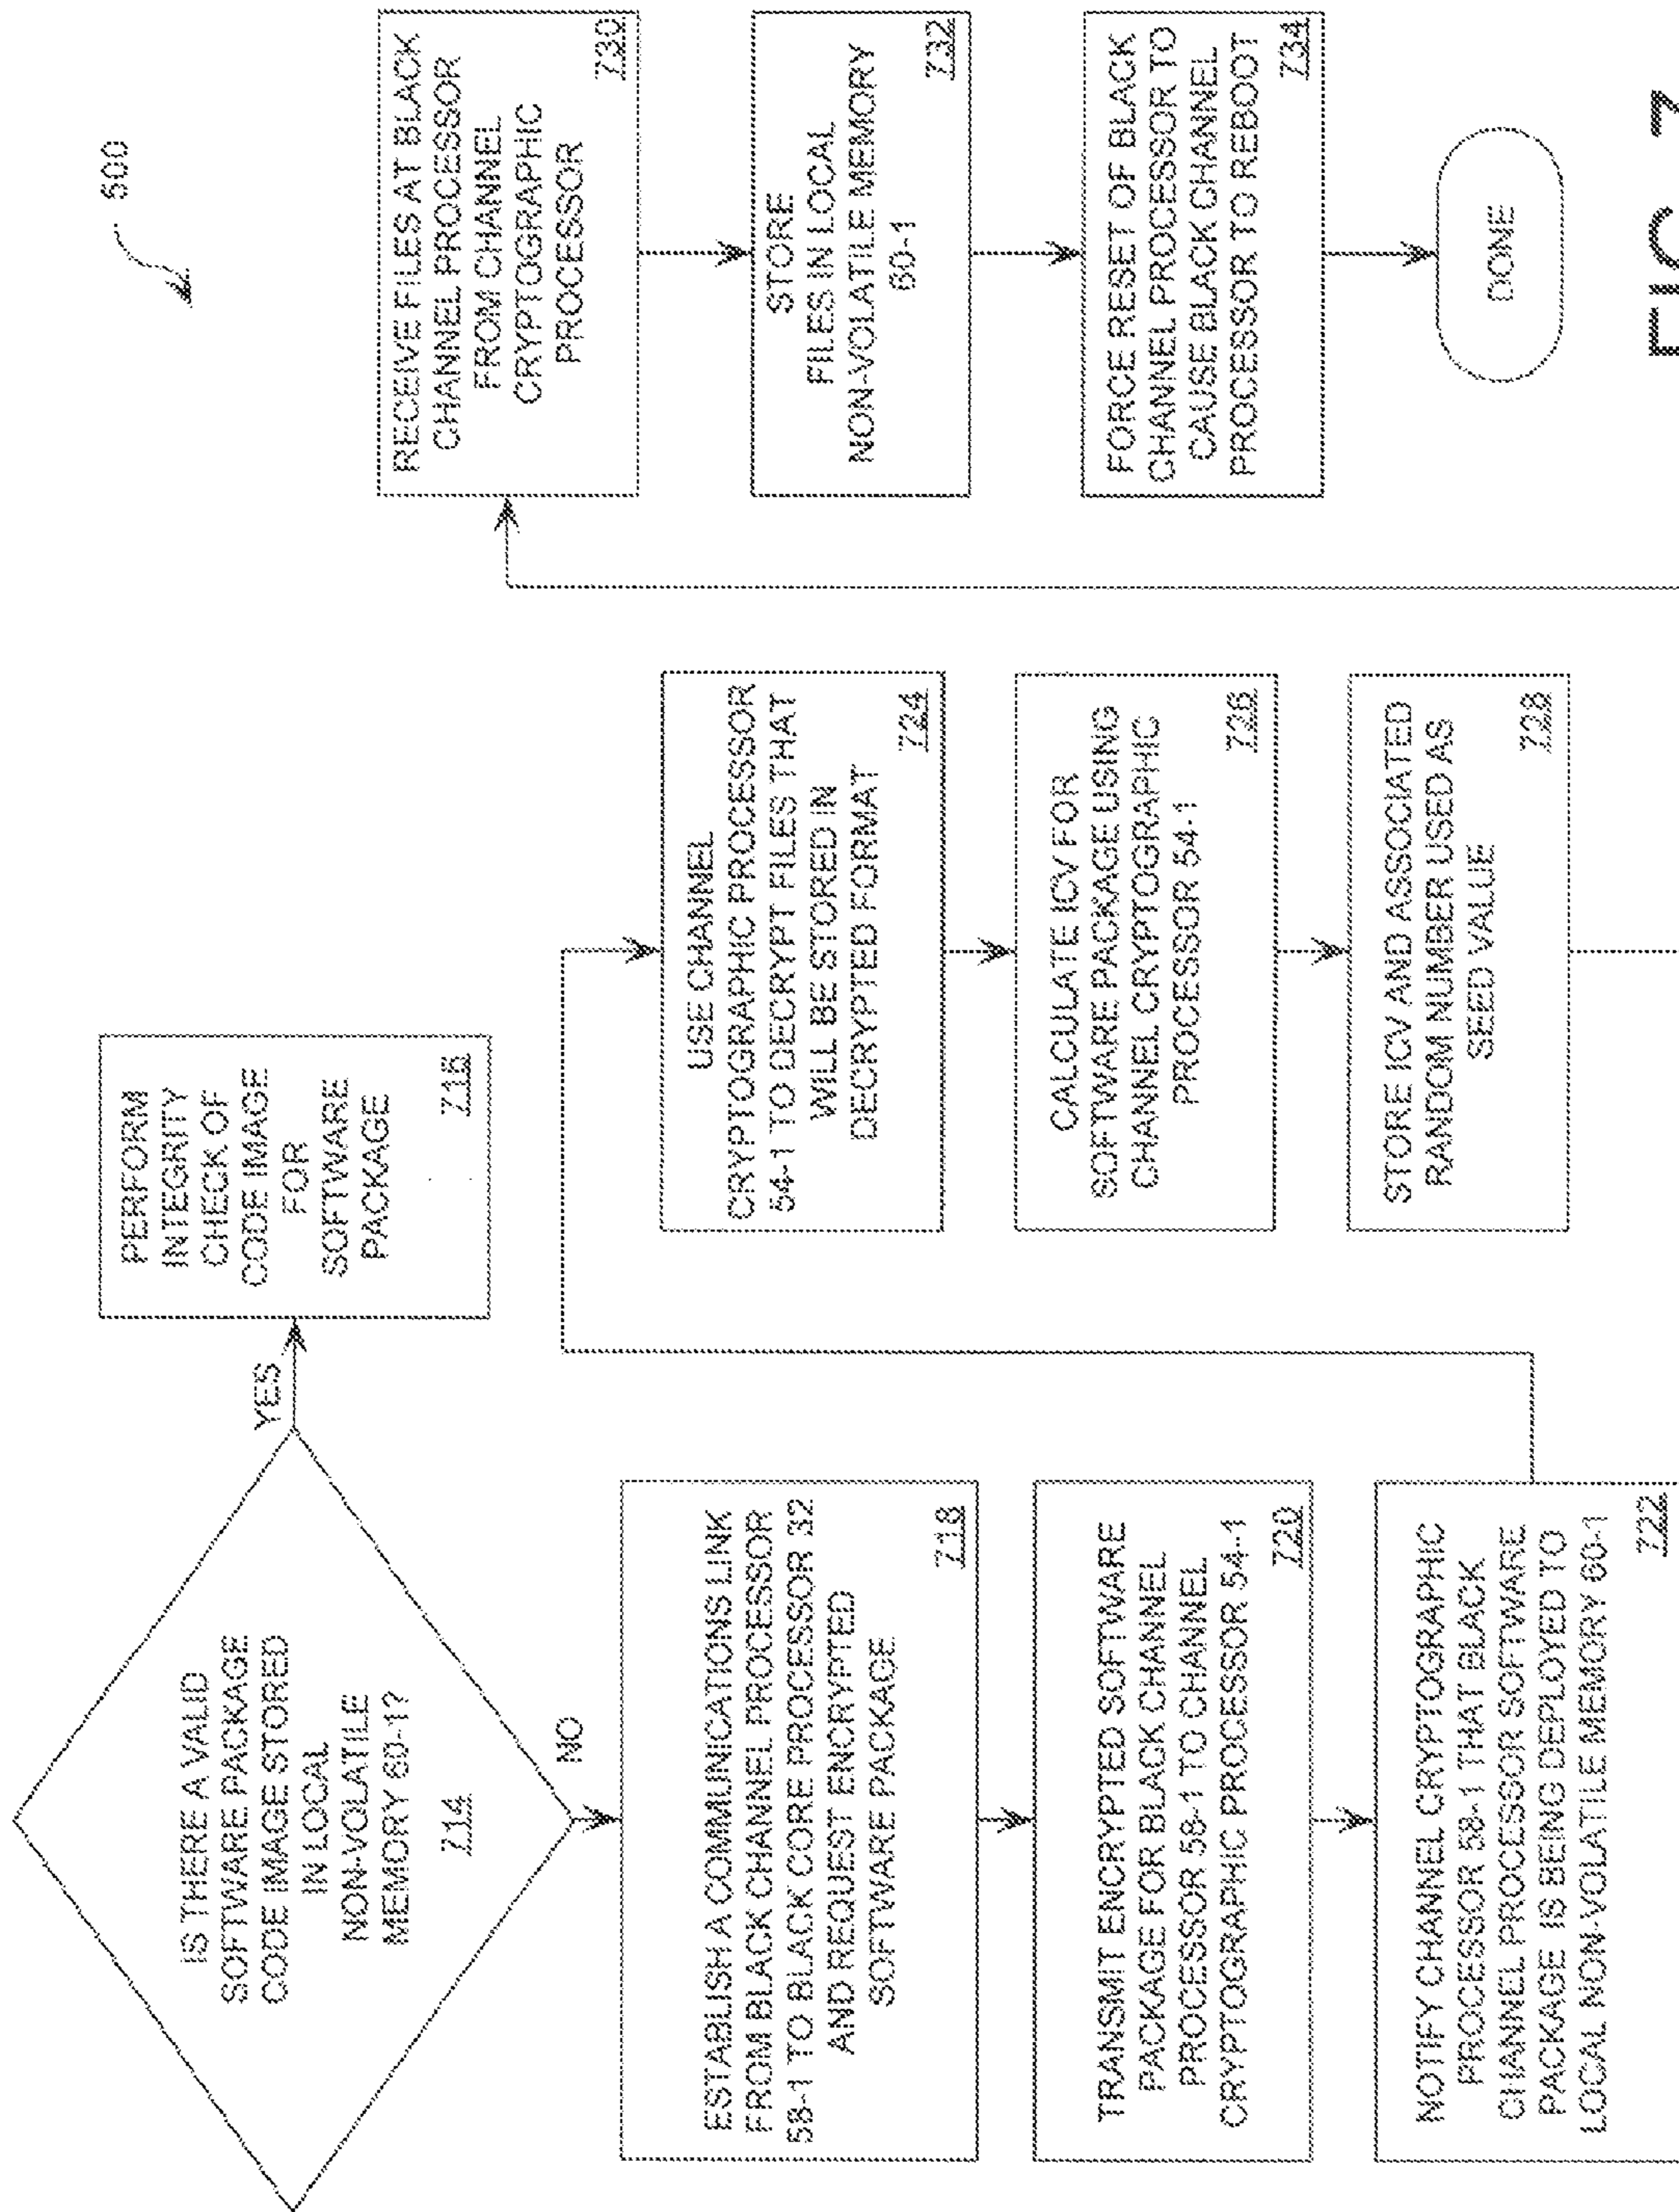 500
IS THERE A VALID
SOFTWARE PACKAGE
CODE IMAGE STORED
IN LOCAL
NON-VOLATILE
MEMORY 60-1?
714
YES
NO
PERFORM
INTEGRITY
CHECK OF
CODE IMAGE
FOR
SOFTWARE
PACKAGE
716
ESTABLISH A COMMUNICATIONS LINK
FROM BLACK CHANNEL PROCESSOR
58-1 TO BLACK CORE PROCESSOR 32
AND REQUEST ENCRYPTED
SOFTWARE PACKAGE
718
TRANSMIT ENCRYPTED SOFTWARE
PACKAGE FOR BLACK CHANNEL
PROCESSOR 58-1 TO CHANNEL
CRYPTOGRAPHIC PROCESSOR 54-1
720
NOTIFY CHANNEL CRYPTOGRAPHIC
PROCESSOR 58-1 THAT BLACK
CHANNEL PROCESSOR SOFTWARE
PACKAGE IS BEING DEPLOYED TO
LOCAL NON-VOLATILE MEMORY 60-1
722
USE CHANNEL
CRYPTOGRAPHIC PROCESSOR
54-1 TO DECRYPT FILES THAT
WILL BE STORED IN
DECRYPTED FORMAT
724
CALCULATE ICV FOR
SOFTWARE PACKAGE USING
CHANNEL CRYPTOGRAPHIC
PROCESSOR 54-1
726
STORE ICV AND ASSOCIATED
RANDOM NUMBER USED AS
SEED VALUE
728
RECEIVE FILES AT BLACK
CHANNEL PROCESSOR
FROM CHANNEL
CRYPTOGRAPHIC
PROCESSOR
730
STORE
FILES IN LOCAL
NON-VOLATILE MEMORY
60-1
732
FORCE RESET OF BLACK
CHANNEL PROCESSOR TO
CAUSE BLACK CHANNEL
PROCESSOR TO REBOOT
734
DONE
FIG. 7